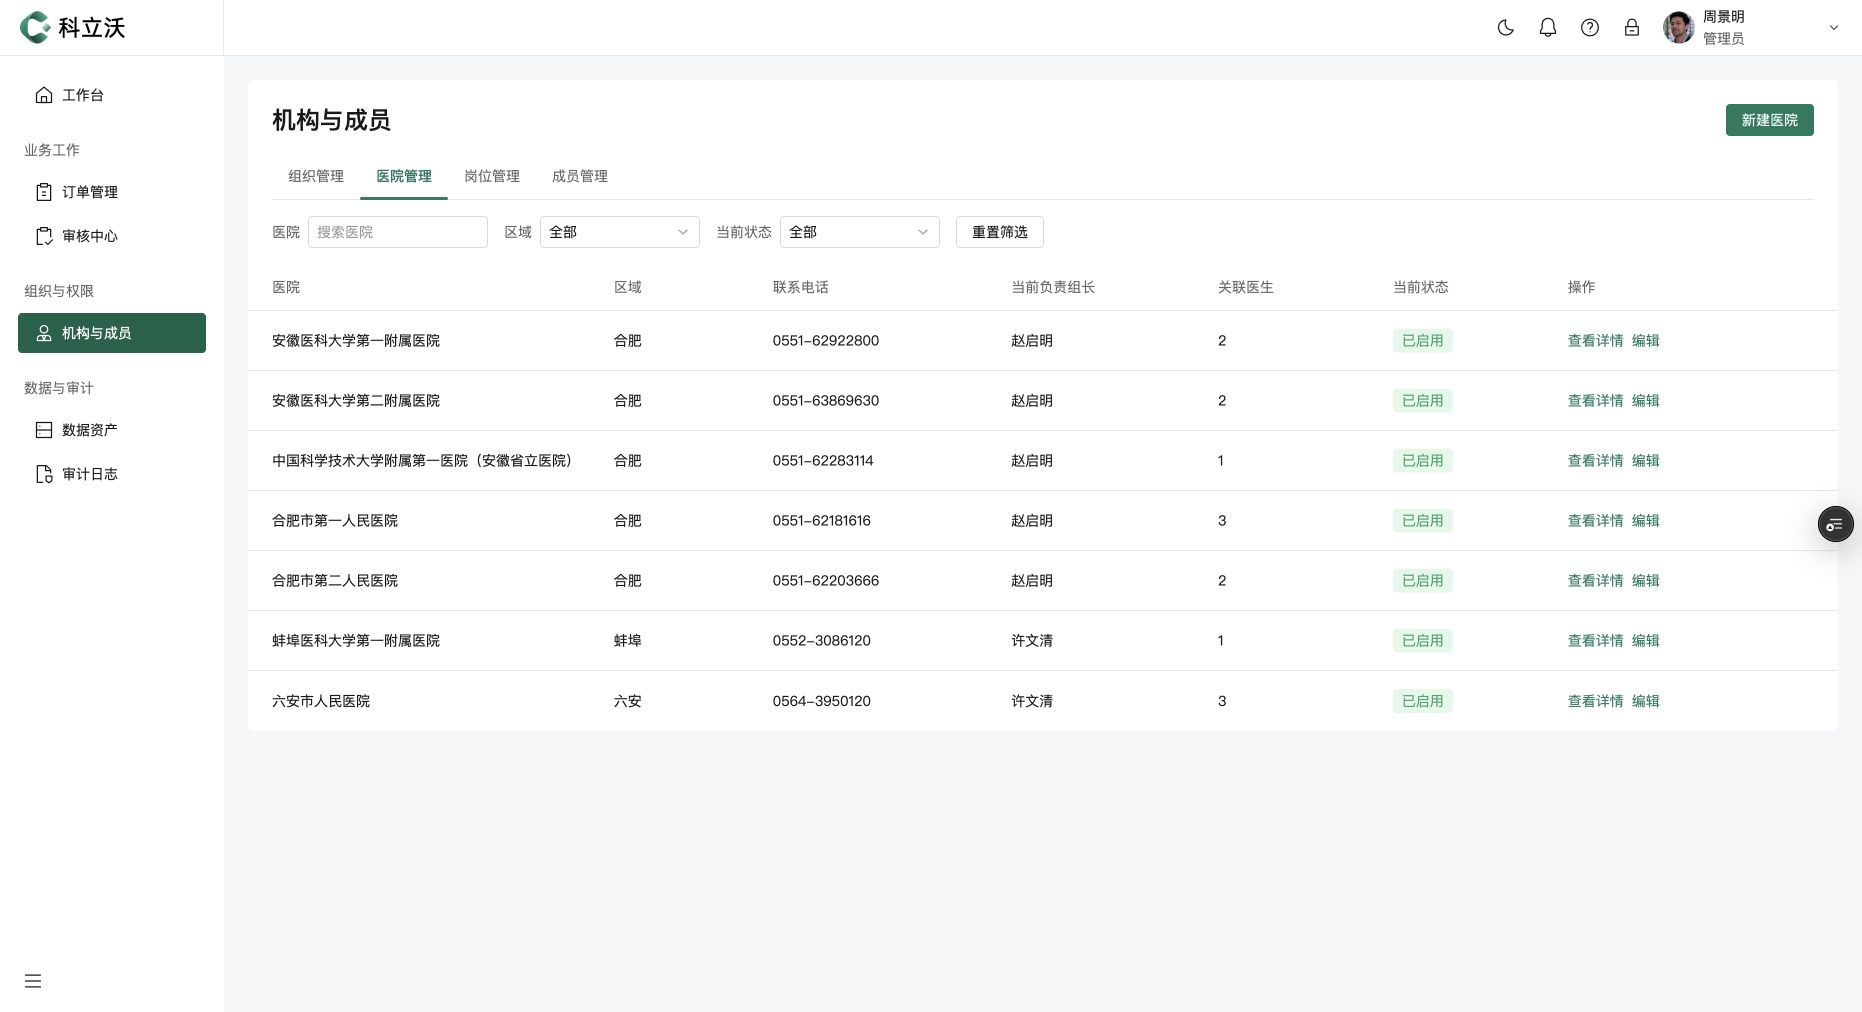 科立沃
周景明
管理员
工作台
业务工作
订单管理
审核中心
组织与权限
机构与成员
数据与审计
数据资产
审计日志
机构与成员
新建医院
组织管理 医院管理 岗位管理 成员管理
医院 搜索医院 区域 全部 当前状态 全部 重置筛选
医院 区域 联系电话 当前负责组长 关联医生 当前状态 操作
安徽医科大学第一附属医院 合肥 0551-62922800 赵启明 2 已启用 查看详情 编辑
安徽医科大学第二附属医院 合肥 0551-63869630 赵启明 2 已启用 查看详情 编辑
中国科学技术大学附属第一医院（安徽省立医院） 合肥 0551-62283114 赵启明 1 已启用 查看详情 编辑
合肥市第一人民医院 合肥 0551-62181616 赵启明 3 已启用 查看详情 编辑
合肥市第二人民医院 合肥 0551-62203666 赵启明 2 已启用 查看详情 编辑
蚌埠医科大学第一附属医院 蚌埠 0552-3086120 许文清 1 已启用 查看详情 编辑
六安市人民医院 六安 0564-3950120 许文清 3 已启用 查看详情 编辑